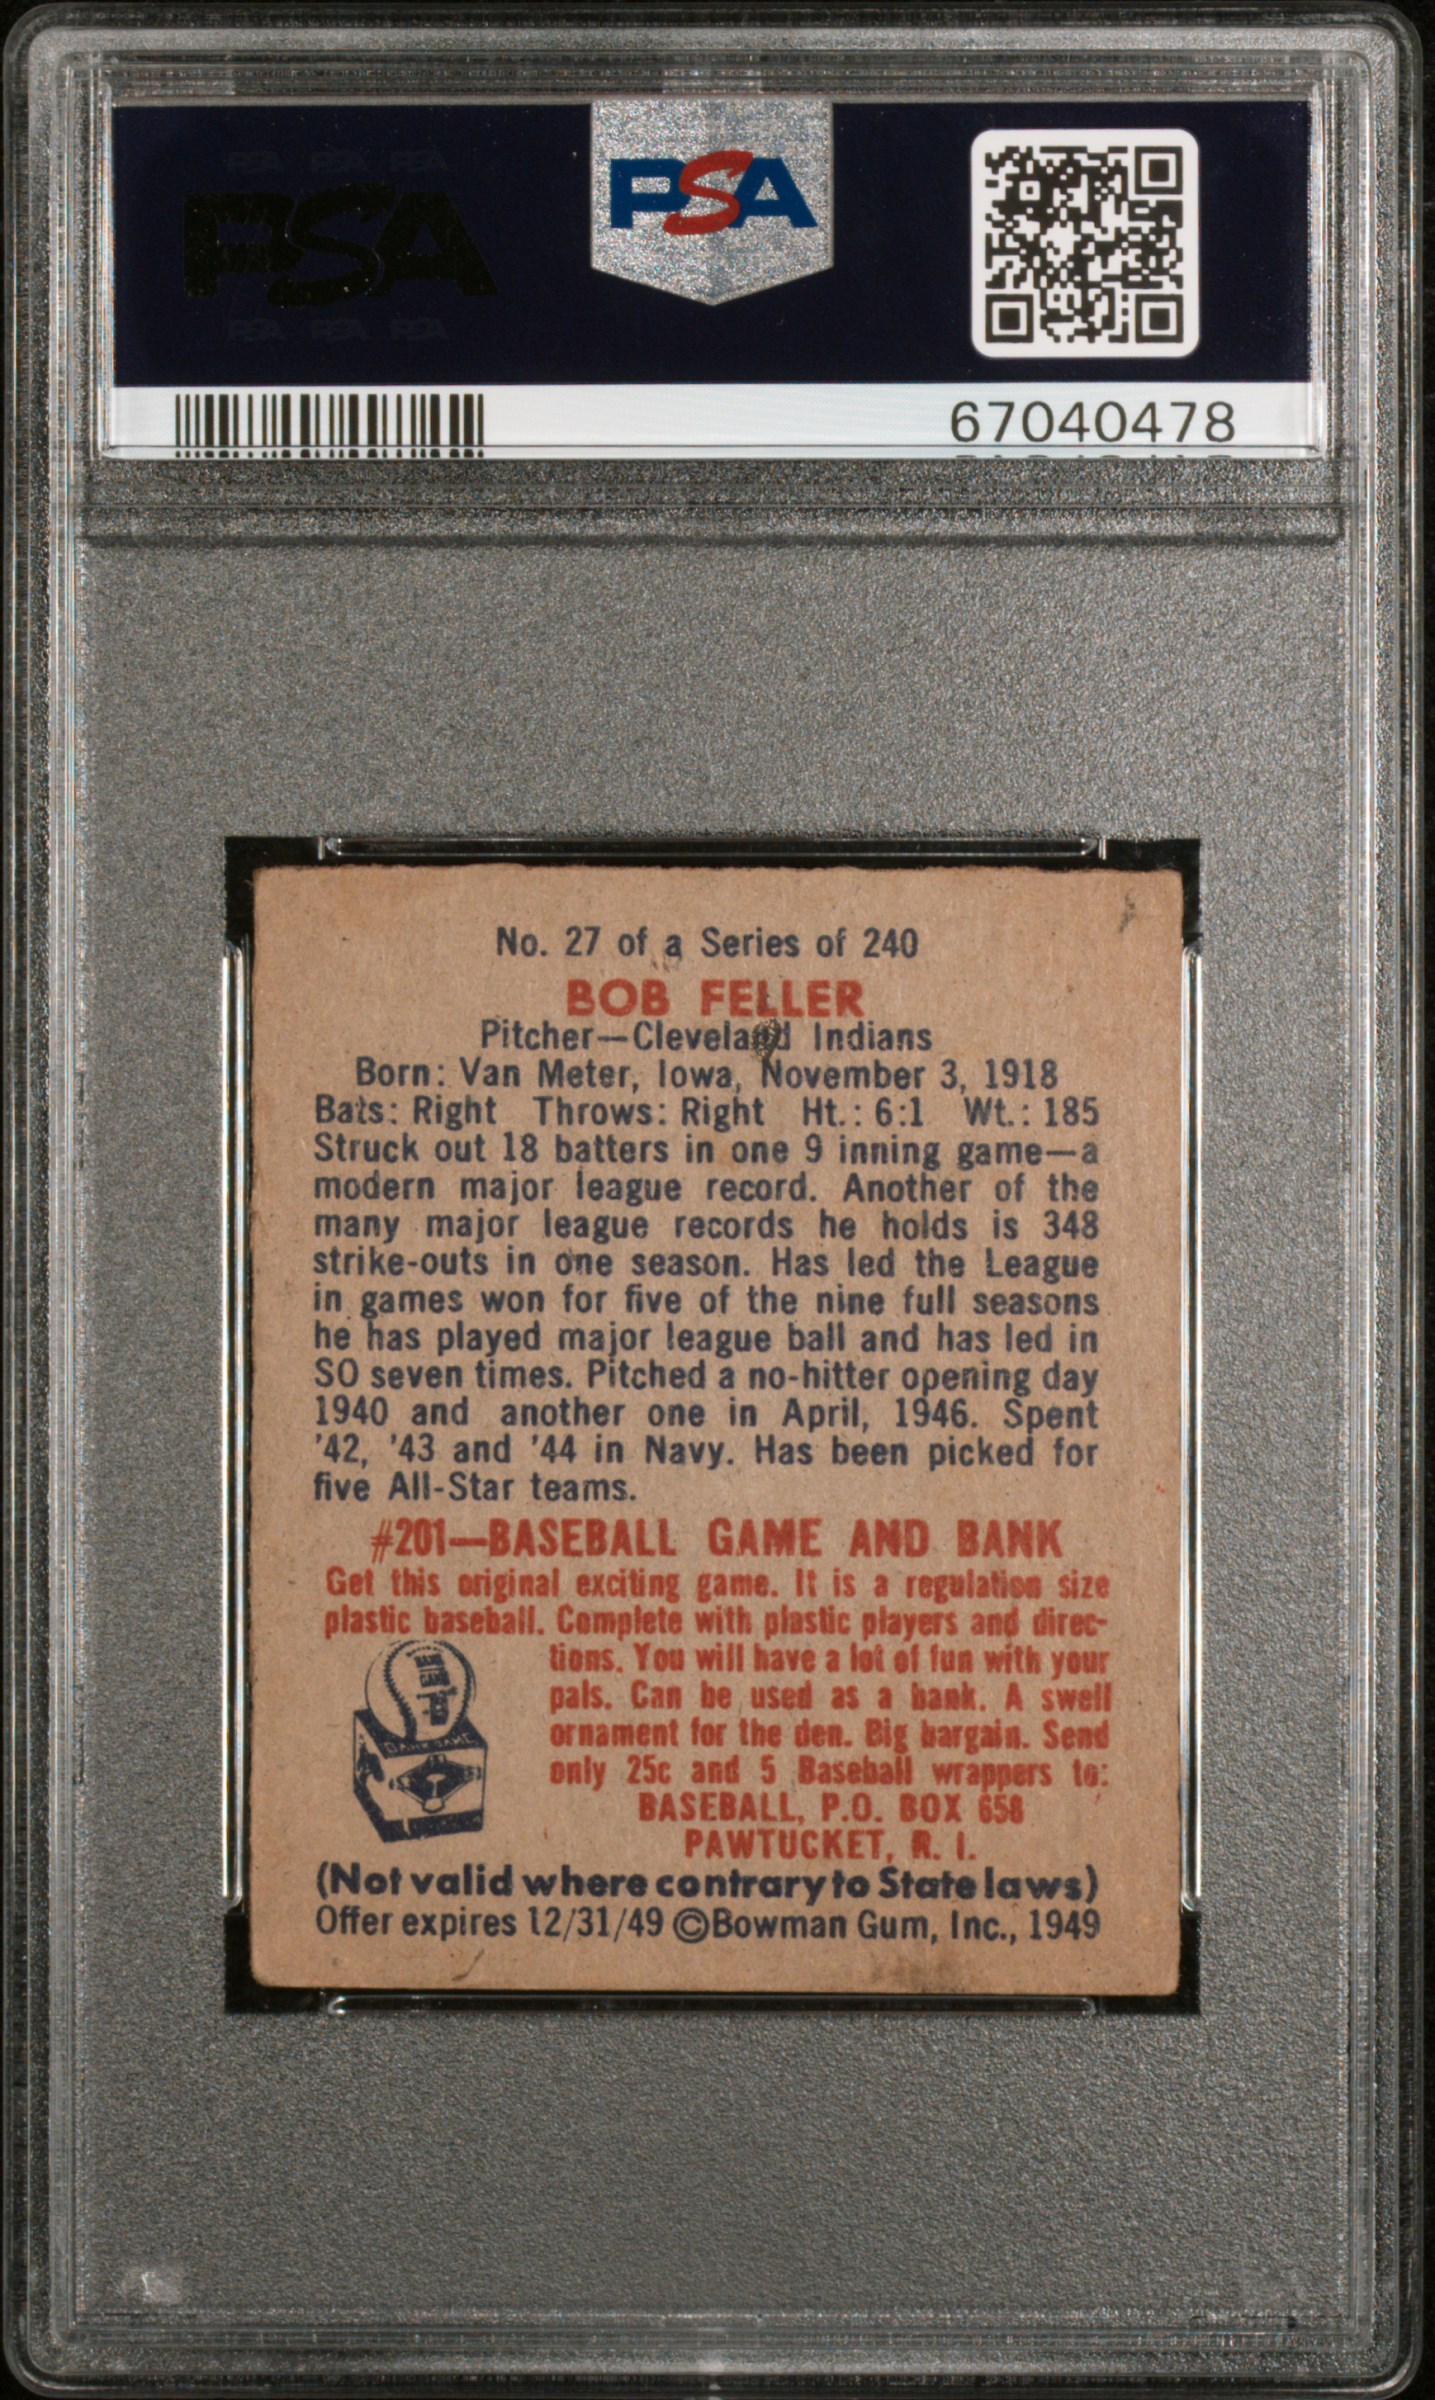 PSA PSA PSA
PSA
PSA PSA PSA
PSA
67040478
No. 27 of a Series of 240
BOB FELLER
Pitcher—Cleveland Indians
Born: Van Meter, Iowa, November 3, 1918
Bats: Right Throws: Right Ht.: 6:1 Wt.: 185
Struck out 18 batters in one 9 inning game—a
modern major league record. Another of the
many major league records he holds is 348
strike-outs in one season. Has led the League
in games won for five of the nine full seasons
he has played major league ball and has led in
SO seven times. Pitched a no-hitter opening day
1940 and another one in April, 1946. Spent
'42, '43 and '44 in Navy. Has been picked for
five All-Star teams.
#201—BASEBALL GAME AND BANK
Get this original exciting game. It is a regulation size
plastic baseball. Complete with plastic players and direc-
tions. You will have a lot of fun with your
pals. Can be used as a bank. A swell
ornament for the den. Big bargain. Send
only 25c and 5 Baseball wrappers to:
BASEBALL, P.O. BOX 658
PAWTUCKET, R. I.
(Not valid where contrary to State laws)
Offer expires 12/31/49 ©Bowman Gum, Inc., 1949